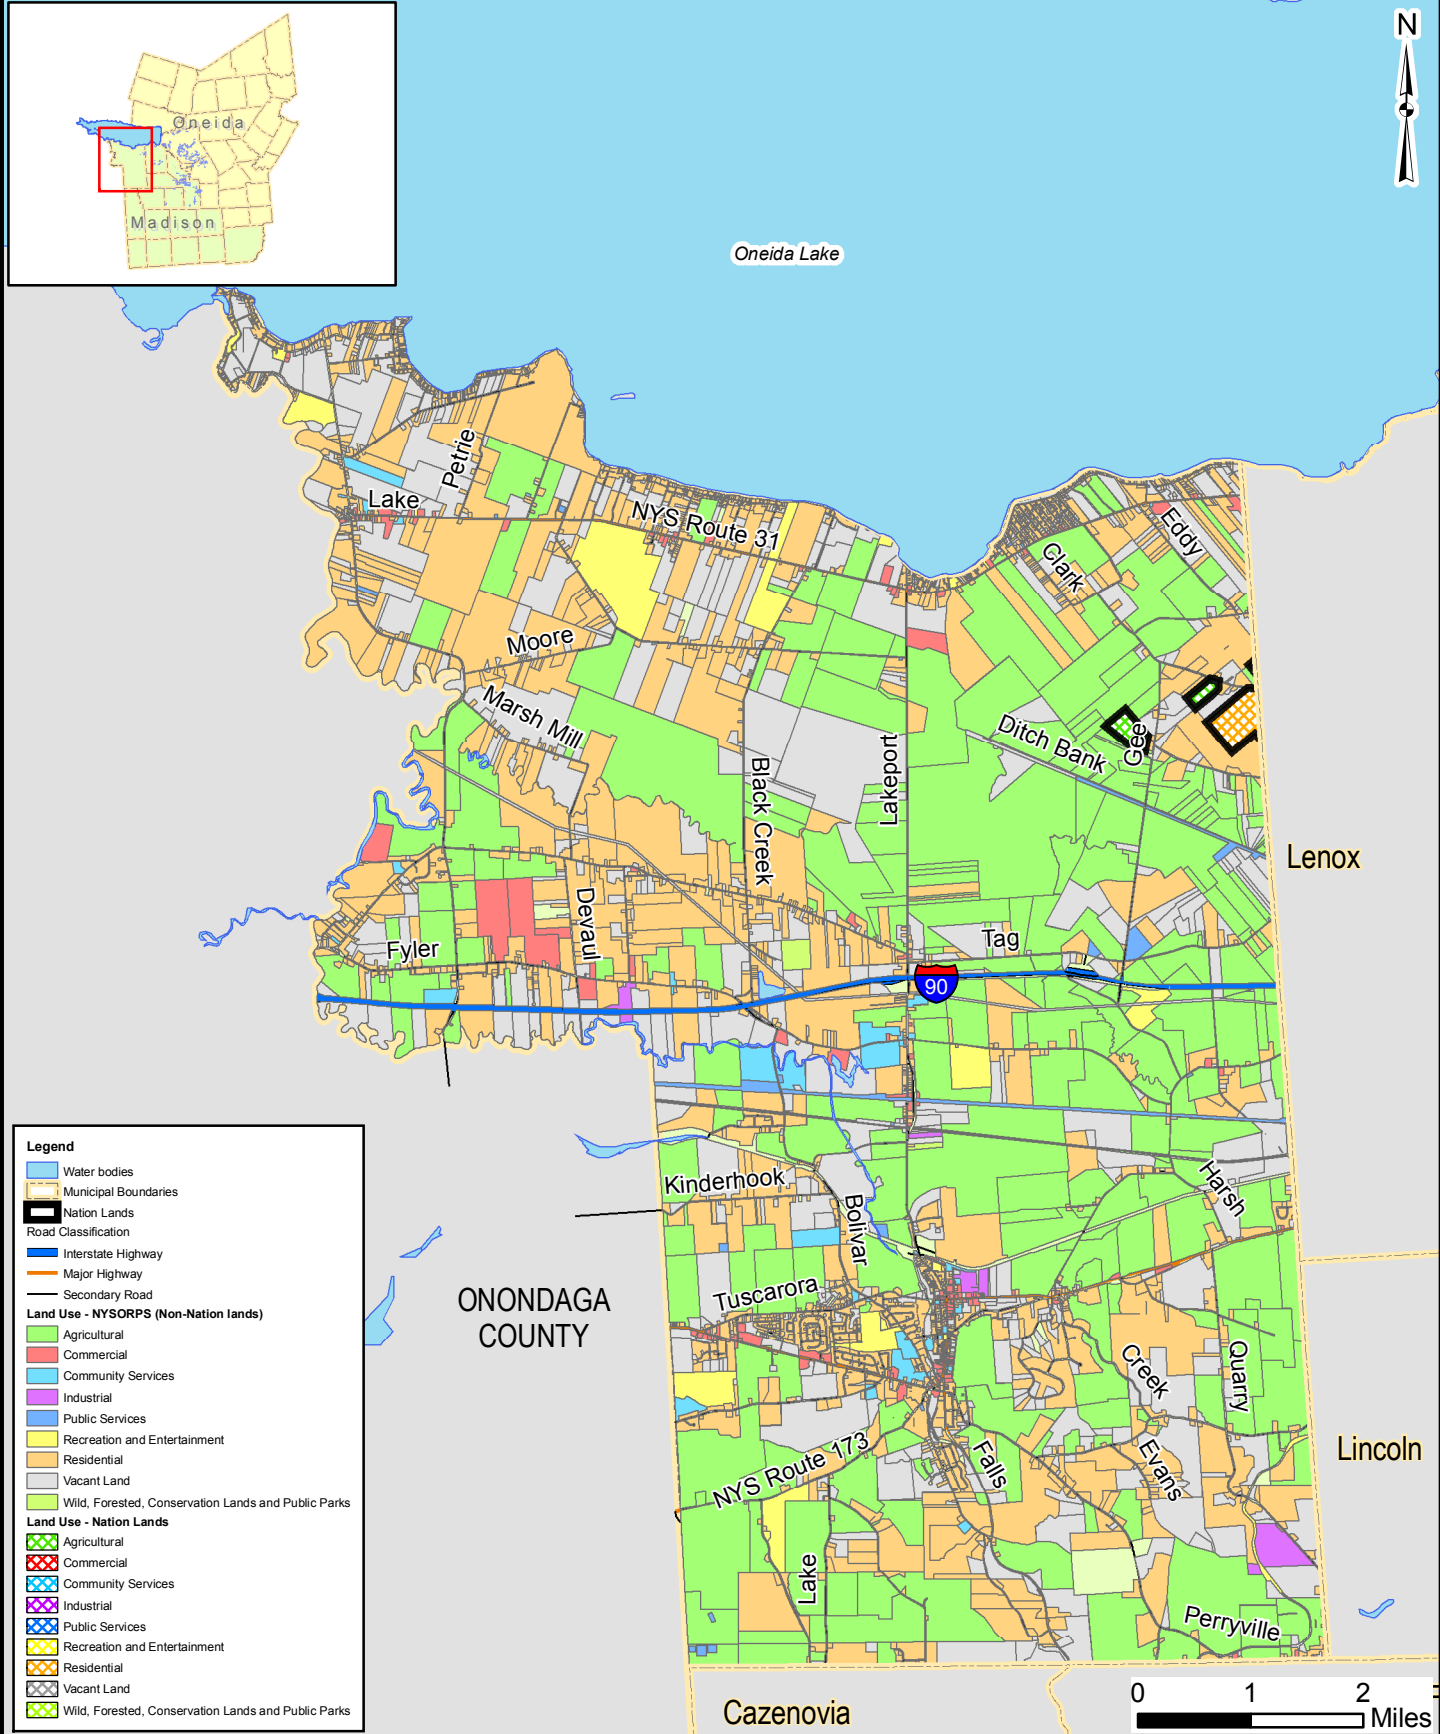 N
Oneida
Madison
Oneida Lake
Petrie
Lake
NYS Route 31
Eddy
Clark
Moore
Marsh Mill
Ditch Bank
Gee
Black Creek
Lakeport
Lenox
Devaul
Fyler
Tag
90
Kinderhook
Harsh
Bolivar
Tuscarora
ONONDAGA
COUNTY
Creek
Quarry
NYS Route 173
Falls
Evans
Lincoln
Lake
Perryville
Cazenovia
0 1 2
Miles
Legend
Water bodies
Municipal Boundaries
Nation Lands
Road Classification
Interstate Highway
Major Highway
Secondary Road
Land Use - NYSORPS (Non-Nation lands)
Agricultural
Commercial
Community Services
Industrial
Public Services
Recreation and Entertainment
Residential
Vacant Land
Wild, Forested, Conservation Lands and Public Parks
Land Use - Nation Lands
Agricultural
Commercial
Community Services
Industrial
Public Services
Recreation and Entertainment
Residential
Vacant Land
Wild, Forested, Conservation Lands and Public Parks